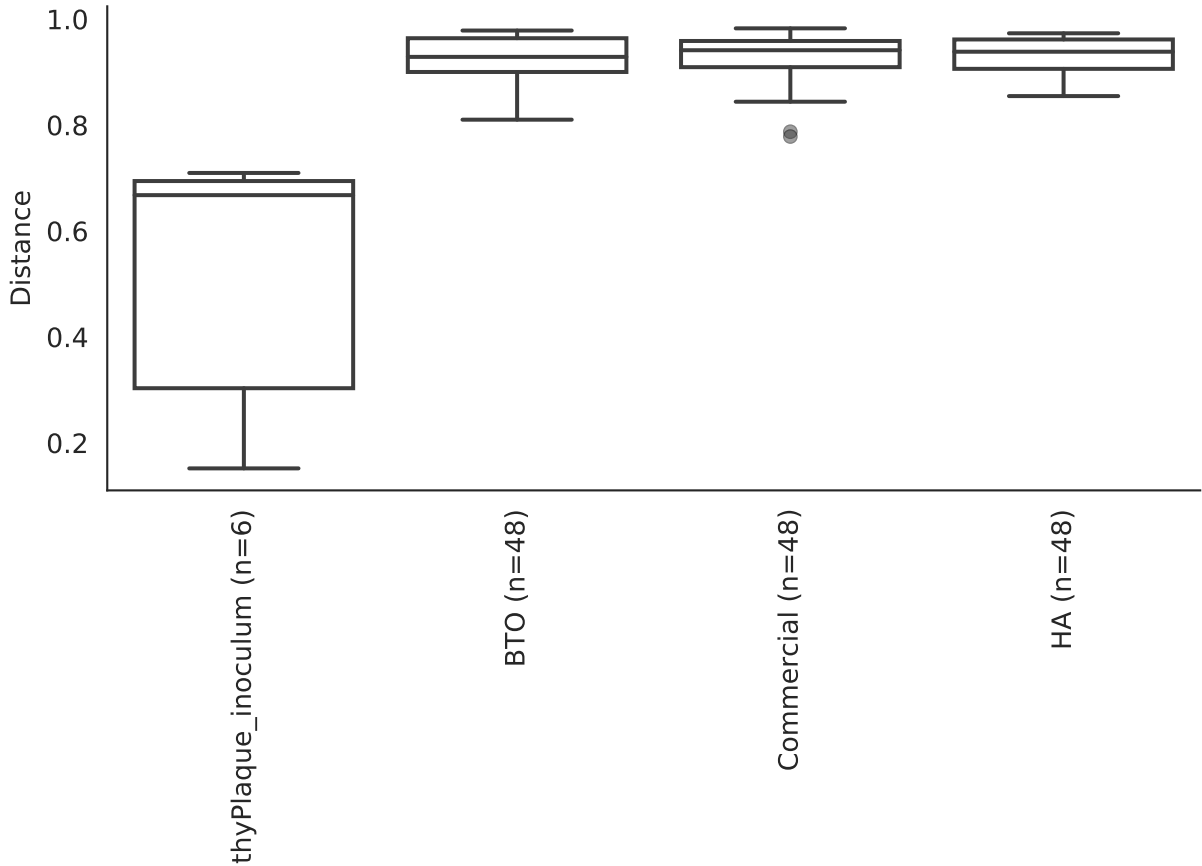 1.0
0.8
0.6
0.4
0.2
Distance
thyPlaque_inoculum (n=6)
BTO (n=48)
Commercial (n=48)
HA (n=48)